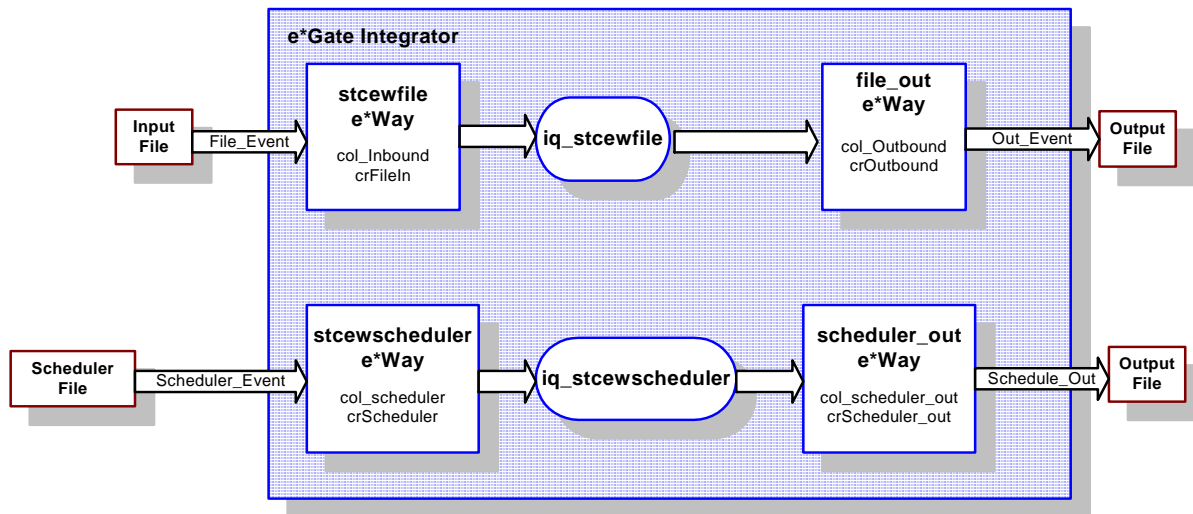 e*Gate Integrator
Input
File
File_Event
stcewfile
e*Way
col_Inbound
crFileIn
iq_stcewfile
file_out
e*Way
col_Outbound
crOutbound
Out_Event
Output
File
Scheduler
File
Scheduler_Event
stcewscheduler
e*Way
col_scheduler
crScheduler
iq_stcewscheduler
scheduler_out
e*Way
col_scheduler_out
crScheduler_out
Schedule_Out
Output
File